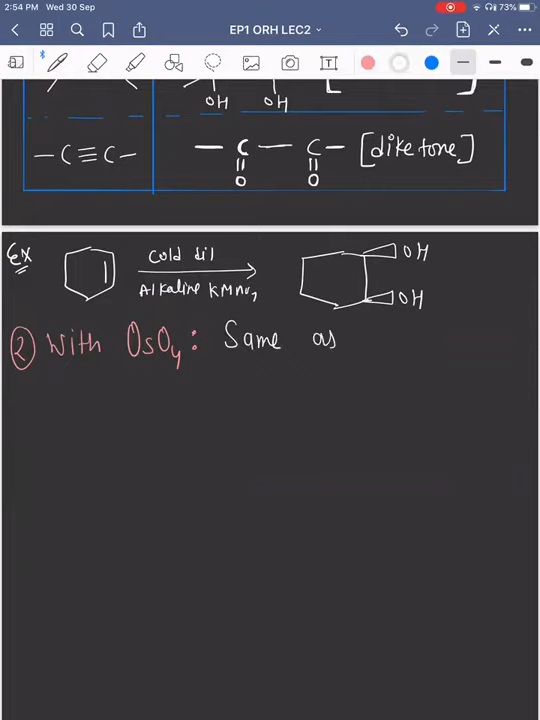 2:54 PM Wed 30 Sep
73%
EP1 ORH LEC2
OH OH
—C≡C— — C — C — [diketone]
O O
Ex Cold dil
Alkaline KMnO4
OH
OH
② With OsO4: Same as